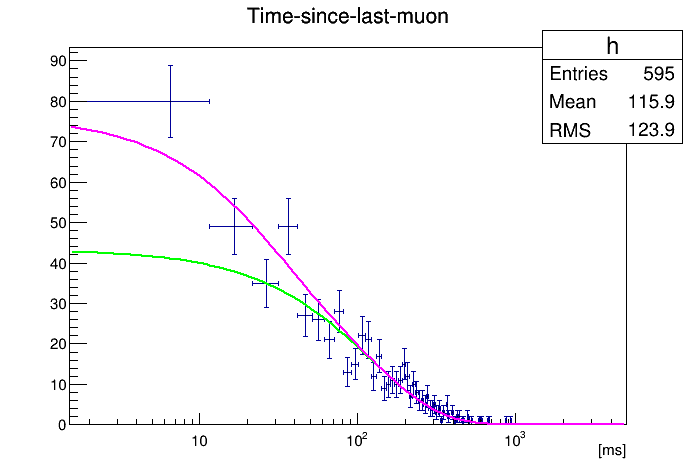 Time-since-last-muon
h
Entries 595
Mean 115.9
RMS 123.9
90
80
70
60
50
40
30
20
10
0
10 10² 10³
[ms]